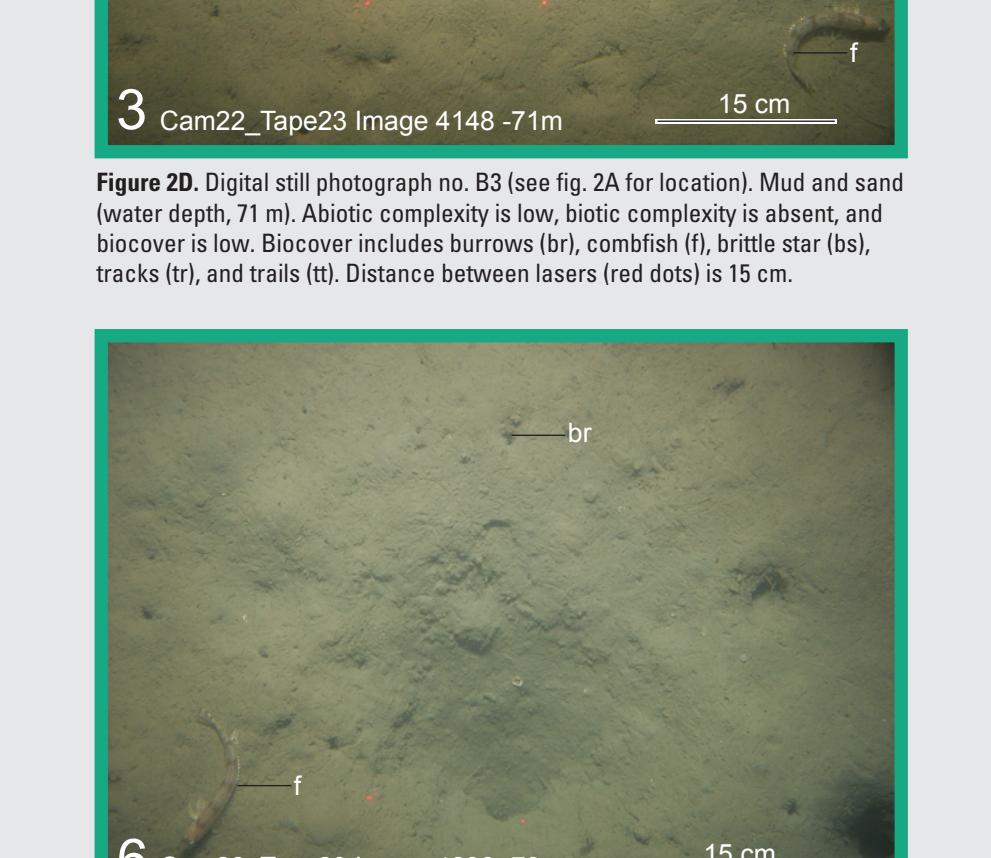 f
15 cm
3 Cam22_Tape23 Image 4148 -71m
Figure 2D. Digital still photograph no. B3 (see fig. 2A for location). Mud and sand
(water depth, 71 m). Abiotic complexity is low, biotic complexity is absent, and
biocover is low. Biocover includes burrows (br), combfish (f), brittle star (bs),
tracks (tr), and trails (tt). Distance between lasers (red dots) is 15 cm.
br
f
15 cm